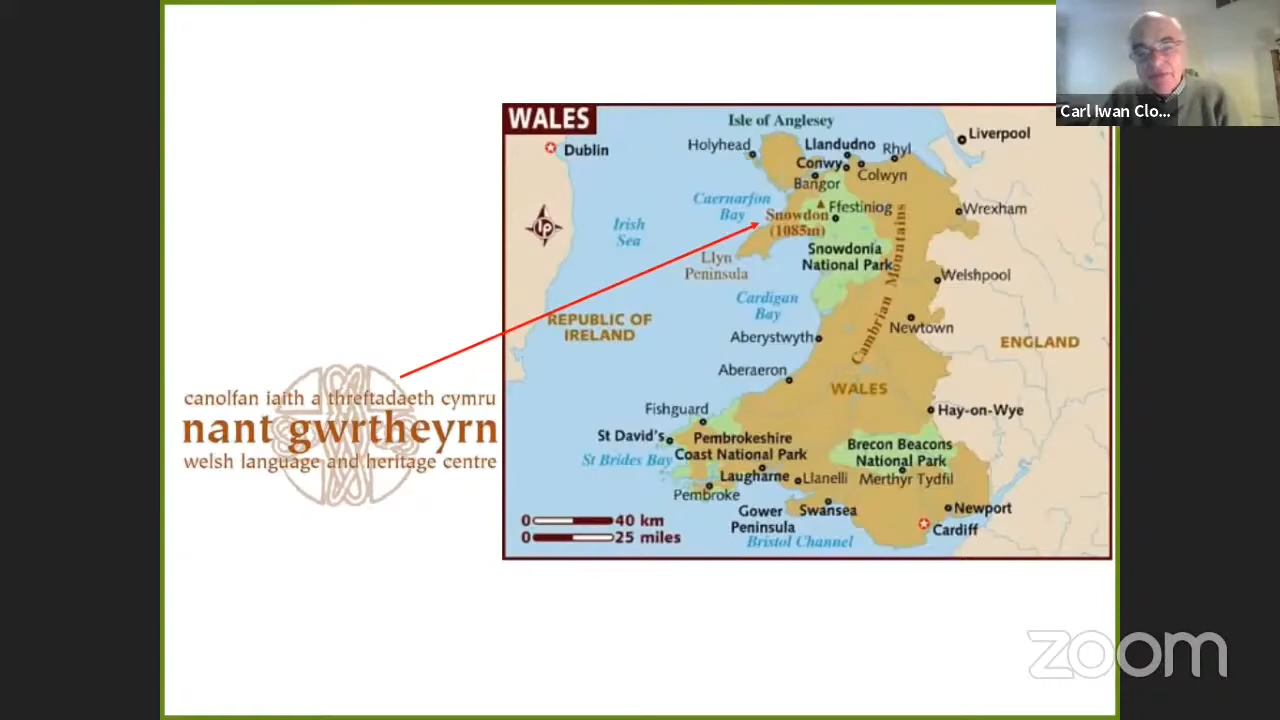 Carl Iwan Clo...
WALES
Isle of Anglesey
Liverpool
Dublin
Holyhead
Llandudno
Rhyl
Conwy
Colwyn
Bangor
Caernarfon
Bay
Snowdon
(1085m)
Ffestiniog
Wrexham
Irish
Sea
Llyn
Peninsula
Snowdonia
National Park
Cambrian Mountains
Welshpool
Cardigan
Bay
REPUBLIC OF
IRELAND
Newtown
Aberystwyth
ENGLAND
Aberaeron
WALES
canolfan iaith a threftadaeth cymru
nant gwrtheyrn
welsh language and heritage centre
Fishguard
Hay-on-Wye
St David's
Pembrokeshire
Coast National Park
St Brides Bay
Brecon Beacons
National Park
Laugharne
Llanelli
Merthyr Tydfil
Pembroke
Gower
Peninsula
Swansea
Newport
Cardiff
Bristol Channel
0 40 km
0 25 miles
LP
zoom